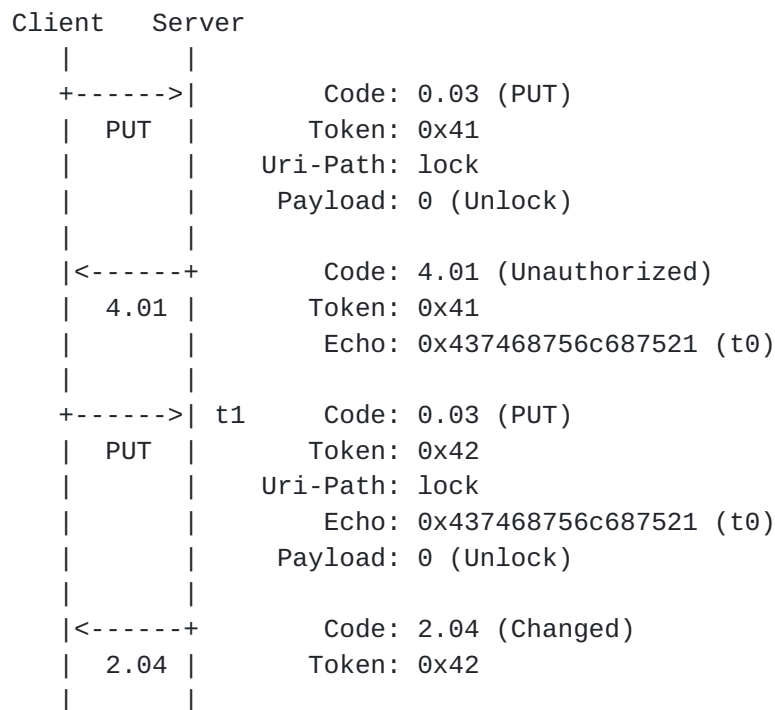 Client   Server
   |       |
   +------>|        Code: 0.03 (PUT)
   |  PUT  |       Token: 0x41
   |       |    Uri-Path: lock
   |       |     Payload: 0 (Unlock)
   |       |
   |<------+        Code: 4.01 (Unauthorized)
   |  4.01 |       Token: 0x41
   |       |        Echo: 0x437468756c687521 (t0)
   |       |
   +------>| t1     Code: 0.03 (PUT)
   |  PUT  |       Token: 0x42
   |       |    Uri-Path: lock
   |       |        Echo: 0x437468756c687521 (t0)
   |       |     Payload: 0 (Unlock)
   |       |
   |<------+        Code: 2.04 (Changed)
   |  2.04 |       Token: 0x42
   |       |